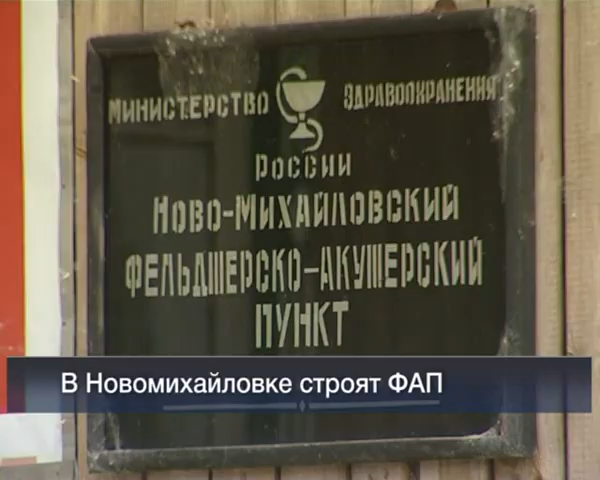 Министерство здравоохранения
России
Ново-Михайловский
фельдшерско-акушерский
пункт
В Новомихайловке строят ФАП